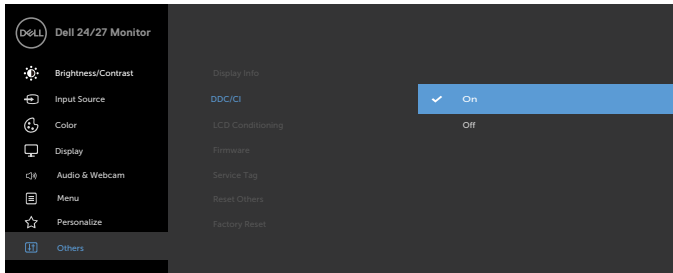 DELL
Dell 24/27 Monitor
Brightness/Contrast
Input Source
Color
Display
Audio & Webcam
Menu
Personalize
Others
Display Info
DDC/CI
LCD Conditioning
Firmware
Service Tag
Reset Others
Factory Reset
On
Off